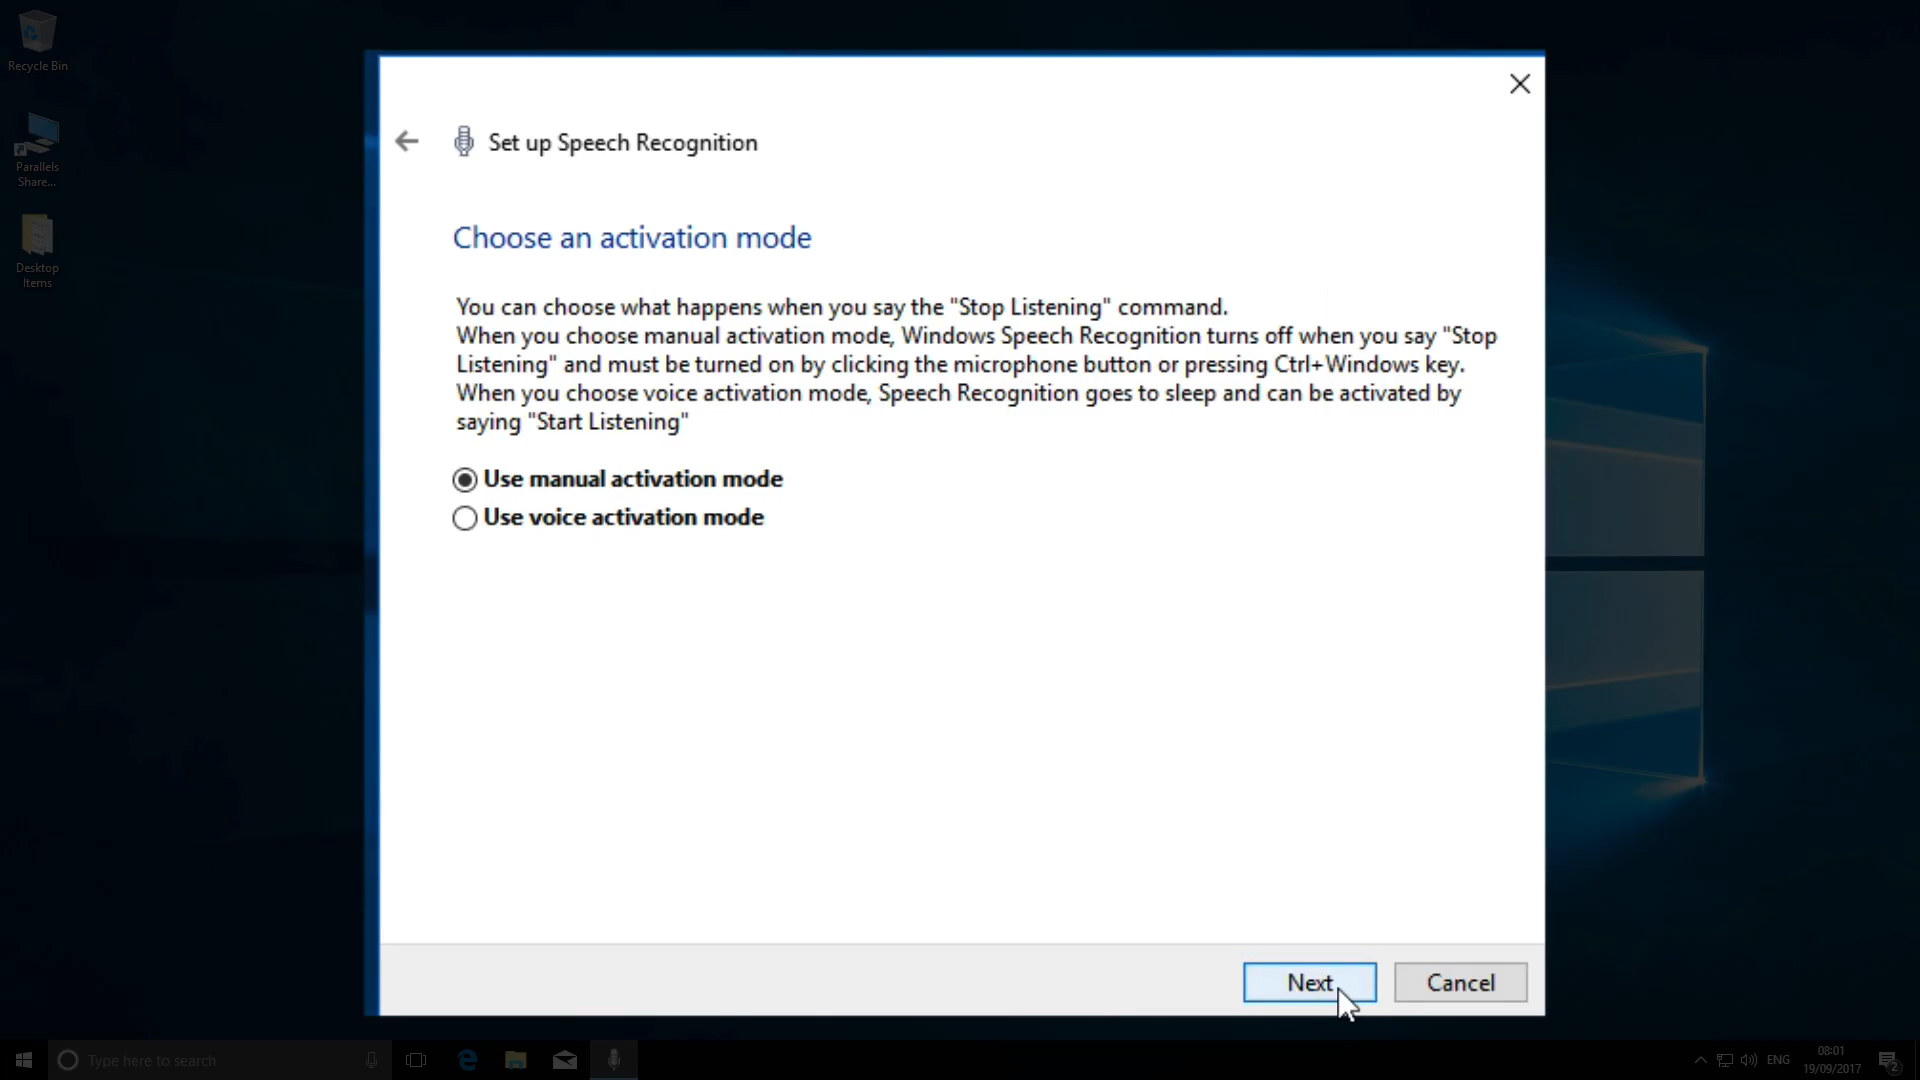 Recycle Bin
Parallels
Share...
Desktop
Items
Set up Speech Recognition
Choose an activation mode
You can choose what happens when you say the "Stop Listening" command.
When you choose manual activation mode, Windows Speech Recognition turns off when you say "Stop
Listening" and must be turned on by clicking the microphone button or pressing Ctrl+Windows key.
When you choose voice activation mode, Speech Recognition goes to sleep and can be activated by
saying "Start Listening"
Use manual activation mode
Use voice activation mode
Next
Cancel
Type here to search
ENG
08:01
19/09/2017
2